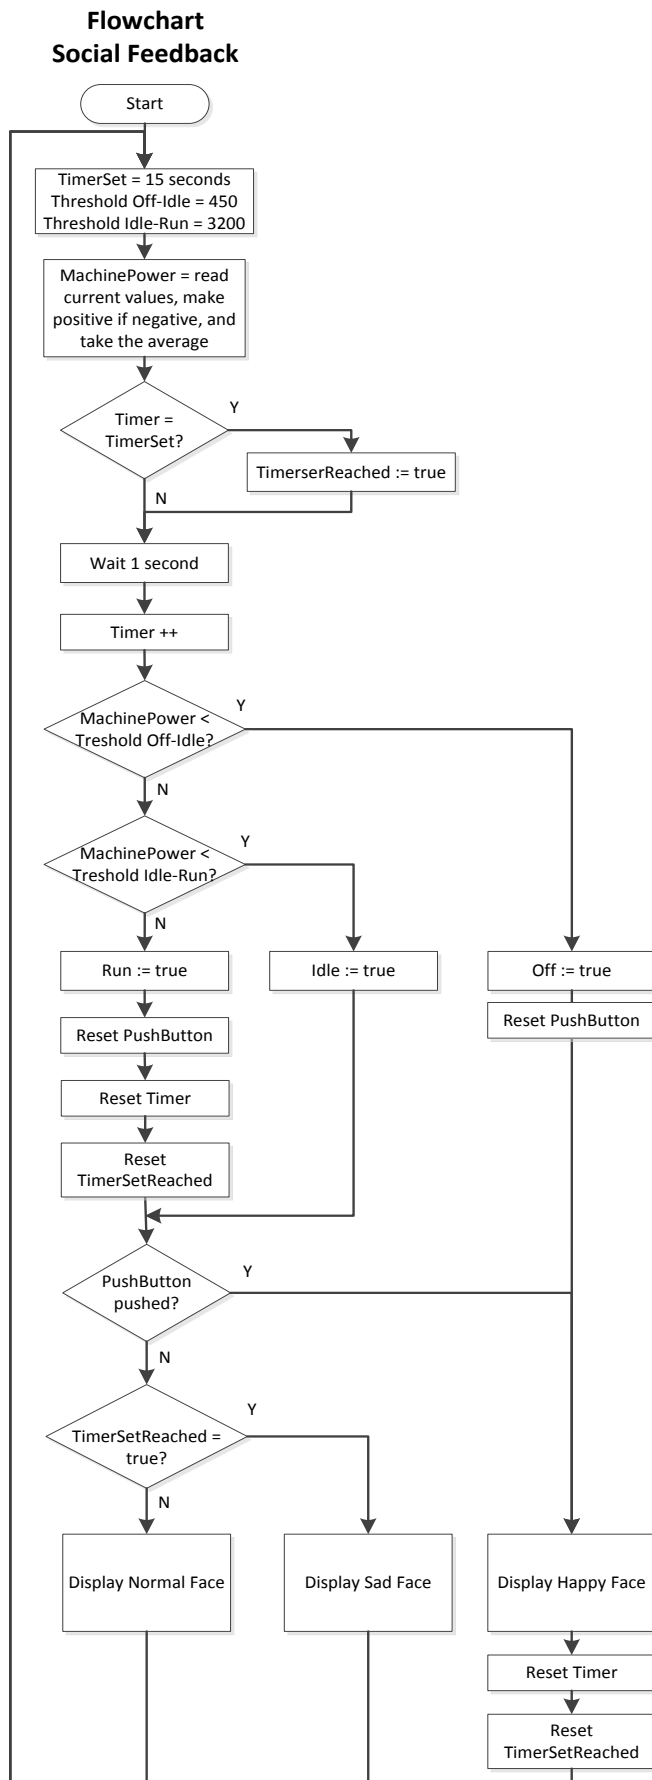 Flowchart
Social Feedback
Start
TimerSet = 15 seconds
Threshold Off-Idle = 450
Threshold Idle-Run = 3200
MachinePower = read
current values, make
positive if negative, and
take the average
Timer =
TimerSet?
Y
TimerserReached := true
N
Wait 1 second
Timer ++
MachinePower <
Treshold Off-Idle?
Y
N
MachinePower <
Treshold Idle-Run?
Y
N
Run := true
Idle := true
Off := true
Reset PushButton
Reset PushButton
Reset Timer
Reset
TimerSetReached
PushButton
pushed?
Y
N
TimerSetReached =
true?
Y
N
Display Normal Face
Display Sad Face
Display Happy Face
Reset Timer
Reset
TimerSetReached